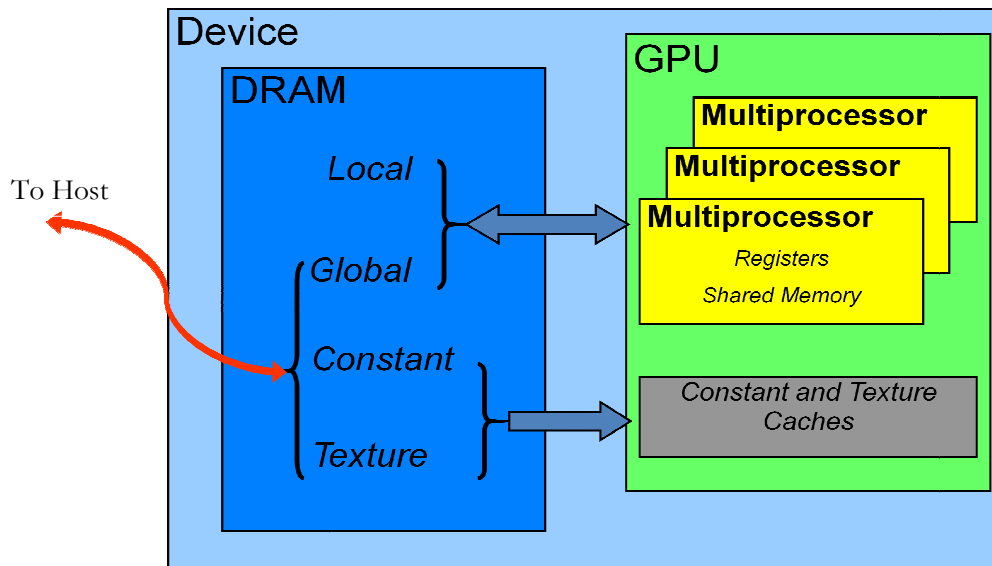 Device
GPU
DRAM
Multiprocessor
Local
Multiprocessor
To Host
Multiprocessor
Registers
Global
Shared Memory
Constant
Constant and Texture
Caches
Texture